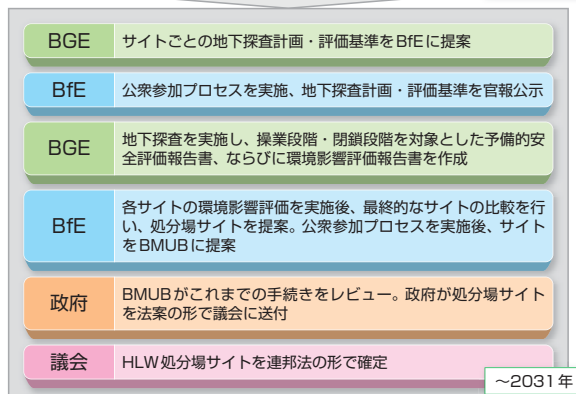 BGE
サイトごとの地下探査計画・評価基準をBfEに提案
BfE
公衆参加プロセスを実施、地下探査計画・評価基準を官報公示
BGE
地下探査を実施し、操業段階・閉鎖段階を対象とした予備的安
全評価報告書、ならびに環境影響評価報告書を作成
BfE
各サイトの環境影響評価を実施後、最終的なサイトの比較を行
い、処分場サイトを提案。公衆参加プロセスを実施後、サイト
をBMUBに提案
政府
BMUBがこれまでの手続きをレビュー。政府が処分場サイト
を法案の形で議会に送付
議会
HLW処分場サイトを連邦法の形で確定
～2031年